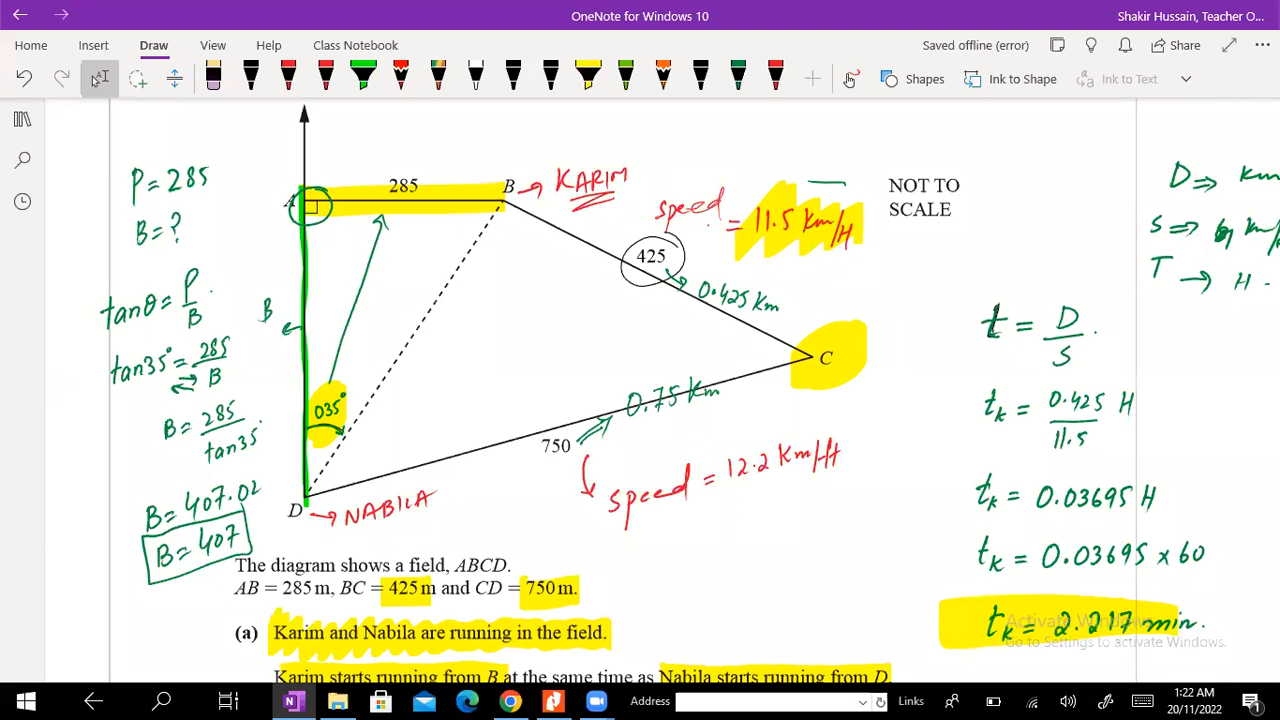 OneNote for Windows 10
Shakir Hussain, Teacher O...
Home Insert Draw View Help Class Notebook
Saved offline (error) Share
Shapes Ink to Shape Ink to Text
P = 285
B = ?
tanθ = P/B
tan35° = 285/B
B = 285/tan35°
B = 407.02
B = 407
A 285 B → KARIM
speed = 11.5 Km/H
425
0.425 Km
C
B
035°
0.75 Km
750
speed = 12.2 Km/H
D → NABILA
NOT TO
SCALE
D ⇒ Km
S ⇒ Km/
T → H
t = D/S
tk = 0.425/11.5 H
tk = 0.03695 H
tk = 0.03695 × 60
tk = 2.217 min.
The diagram shows a field, ABCD.
AB = 285 m, BC = 425 m and CD = 750 m.
(a) Karim and Nabila are running in the field.
Karim starts running from B at the same time as Nabila starts running from D.
Activate Windows
Go to Settings to activate Windows.
Address
Links
1:22 AM
20/11/2022